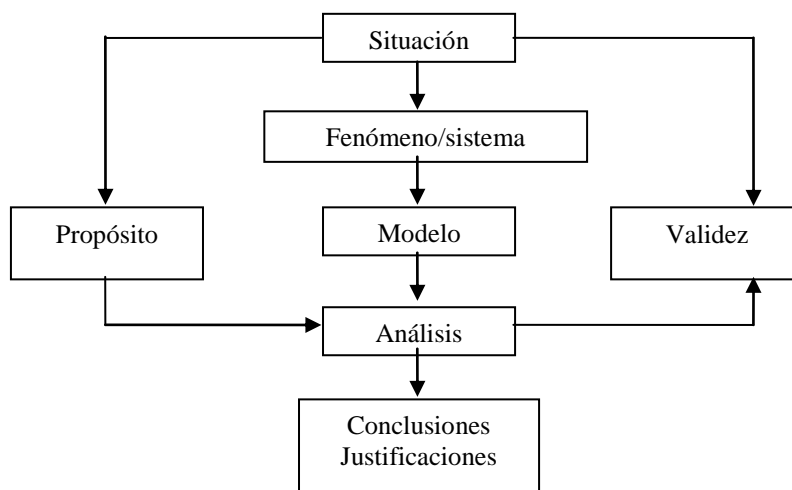 Situación
Fenómeno/sistema
Propósito
Modelo
Validez
Análisis
Conclusiones
Justificaciones